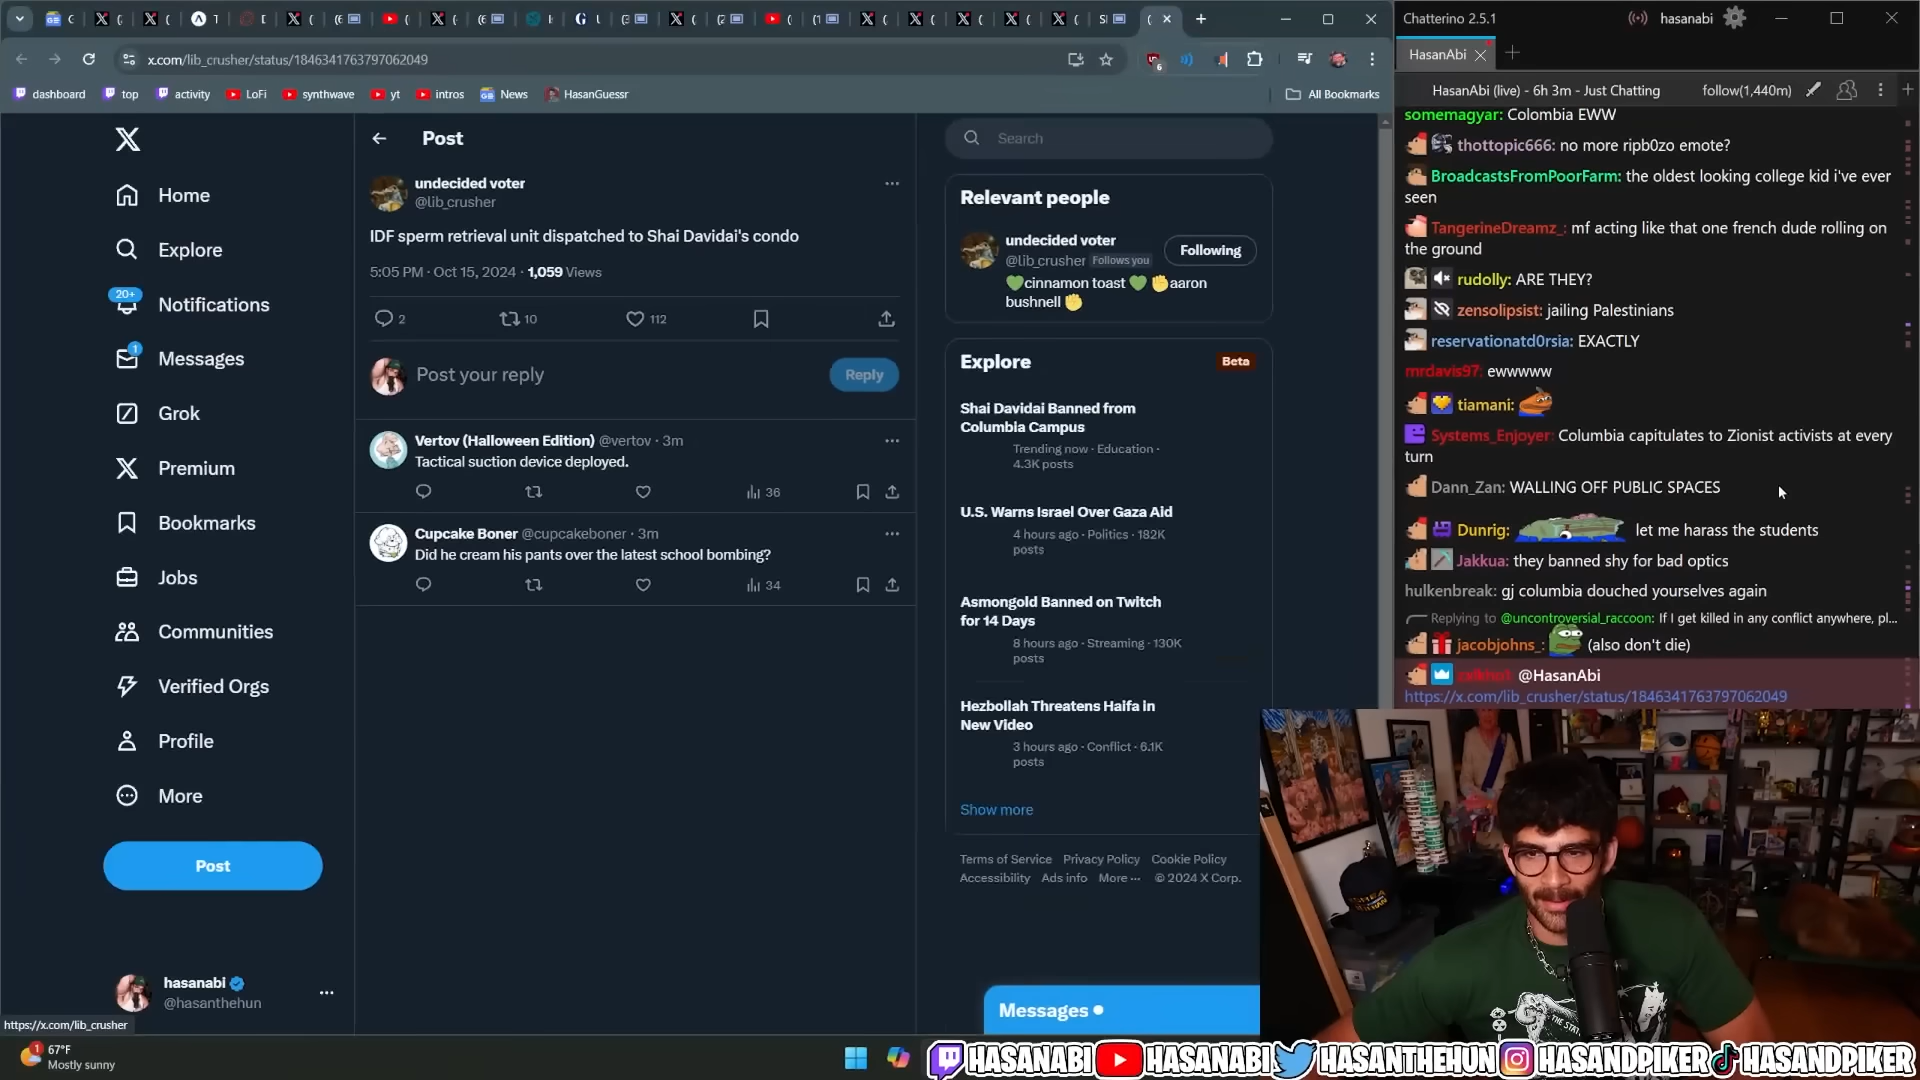 Chatterino 2.5.1
hasanabi
x.com/lib_crusher/status/1846341763797062049
HasanAbi
dashboard
top
activity
LoFi
synthwave
yt
intros
News
HasanGuessr
All Bookmarks
HasanAbi (live) - 6h 3m - Just Chatting
follow(1,440m)
Home
Explore
20+
Notifications
1
Messages
Grok
Premium
Bookmarks
Jobs
Communities
Verified Orgs
Profile
More
Post
hasanabi
@hasanthehun
https://x.com/lib_crusher
Post
undecided voter
@lib_crusher
IDF sperm retrieval unit dispatched to Shai Davidai's condo
5:05 PM · Oct 15, 2024 · 1,059 Views
2
10
112
Post your reply
Reply
Vertov (Halloween Edition) @vertov · 3m
Tactical suction device deployed.
36
Cupcake Boner @cupcakeboner · 3m
Did he cream his pants over the latest school bombing?
34
Search
Relevant people
undecided voter
@lib_crusher Follows you
Following
💚cinnamon toast 💚 ✊aaron
bushnell ✊
Explore
Beta
Shai Davidai Banned from
Columbia Campus
Trending now · Education ·
4.3K posts
U.S. Warns Israel Over Gaza Aid
4 hours ago · Politics · 182K
posts
Asmongold Banned on Twitch
for 14 Days
8 hours ago · Streaming · 130K
posts
Hezbollah Threatens Haifa in
New Video
3 hours ago · Conflict · 6.1K
posts
Show more
Terms of Service Privacy Policy Cookie Policy
Accessibility Ads info More ··· © 2024 X Corp.
Messages
somemagyar: Colombia EWW
thottopic666: no more ripb0zo emote?
BroadcastsFromPoorFarm: the oldest looking college kid i've ever
seen
TangerineDreamz_: mf acting like that one french dude rolling on
the ground
rudolly: ARE THEY?
zensolipsist: jailing Palestinians
reservationatd0rsia: EXACTLY
mrdavis97: ewwwww
tiamani:
Systems_Enjoyer: Columbia capitulates to Zionist activists at every
turn
Dann_Zan: WALLING OFF PUBLIC SPACES
Dunrig: let me harass the students
Jakkua: they banned shy for bad optics
hulkenbreak: gj columbia douched yourselves again
Replying to @uncontroversial_raccoon: If I get killed in any conflict anywhere, pl...
jacobjohns_: (also don't die)
@HasanAbi
https://x.com/lib_crusher/status/1846341763797062049
1
67°F
Mostly sunny
HASANABI
HASANABI
HASANTHEHUN
HASANDPIKER
HASANDPIKER